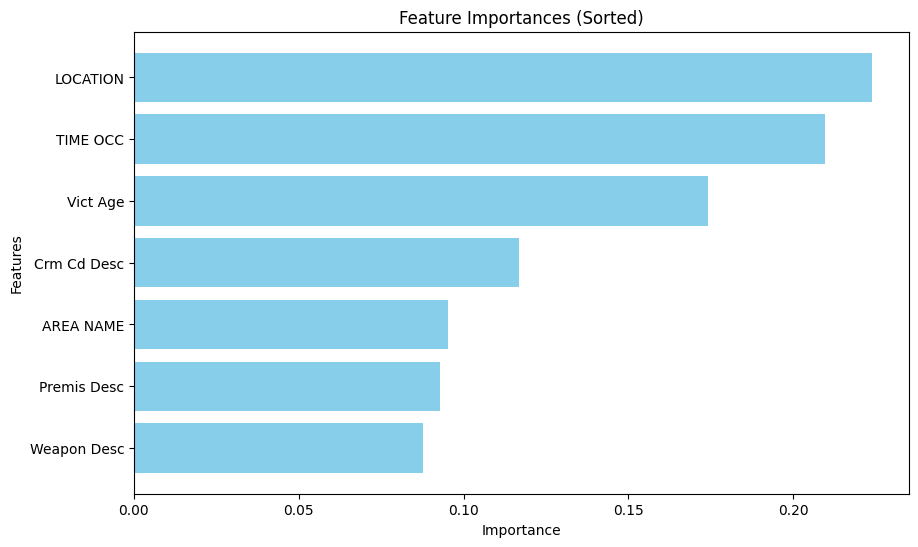 Feature Importances (Sorted)
LOCATION
TIME OCC
Vict Age
Crm Cd Desc
AREA NAME
Premis Desc
Weapon Desc
Features
0.00 0.05 0.10 0.15 0.20
Importance